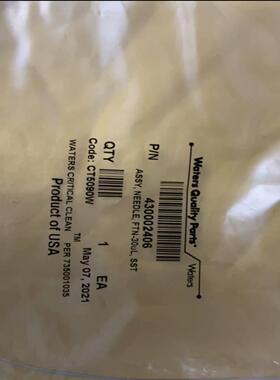 Waters Quality Parts®
Waters
P/N
430002406
ASSY, NEEDLE, FTN-30uL, SST
QTY
1 EA
Code: CT5090W May 07, 2021
WATERS CRITICAL CLEAN ™ PER 735001035
Product of USA